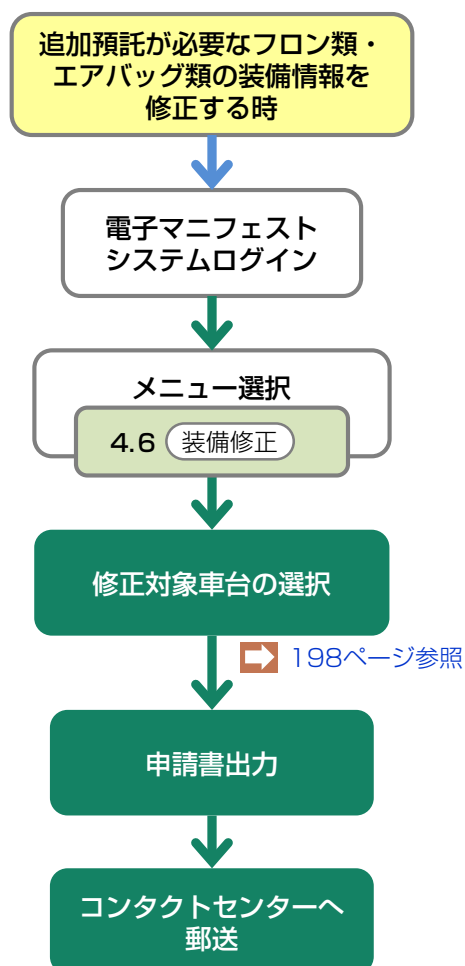 追加預託が必要なフロン類・
エアバッグ類の装備情報を
修正する時
電子マニフェスト
システムログイン
メニュー選択
4.6 装備修正
修正対象車台の選択
198ページ参照
申請書出力
コンタクトセンターへ
郵送